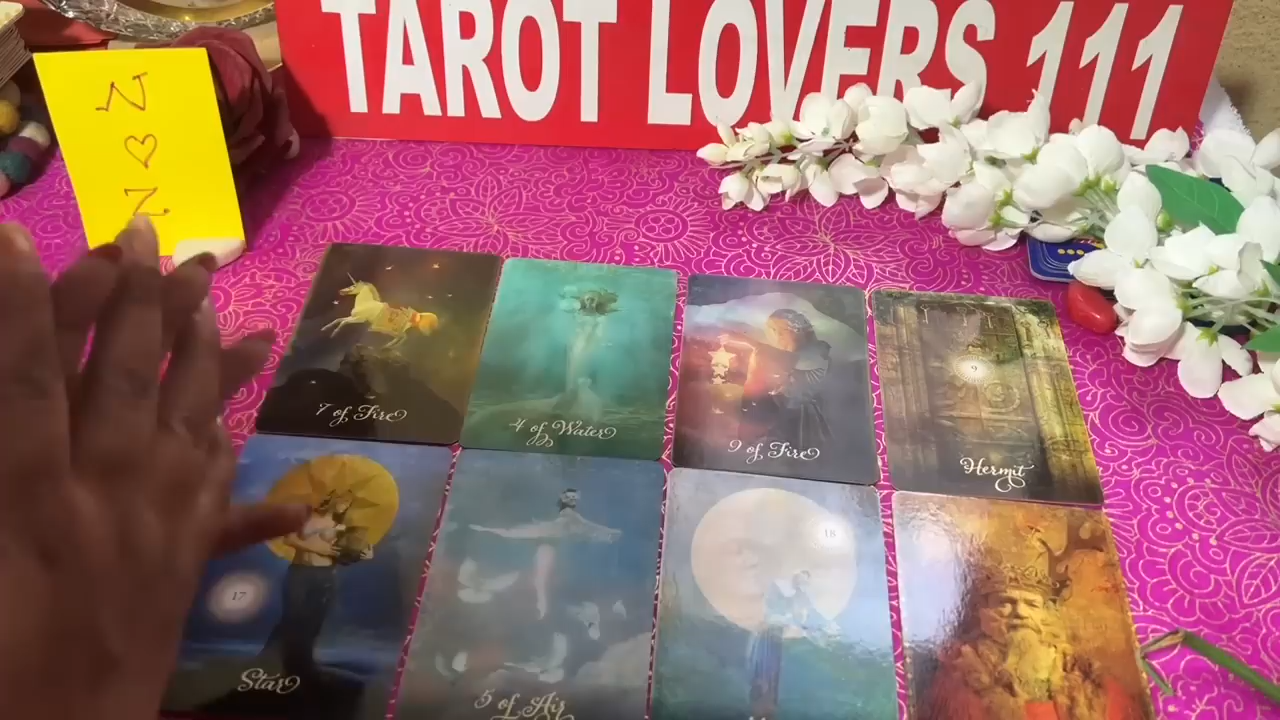 TAROT LOVERS 111
N
♡
N
7 of Fire
4 of Water
9 of Fire
9
Hermit
17
Star
5 of Air
18